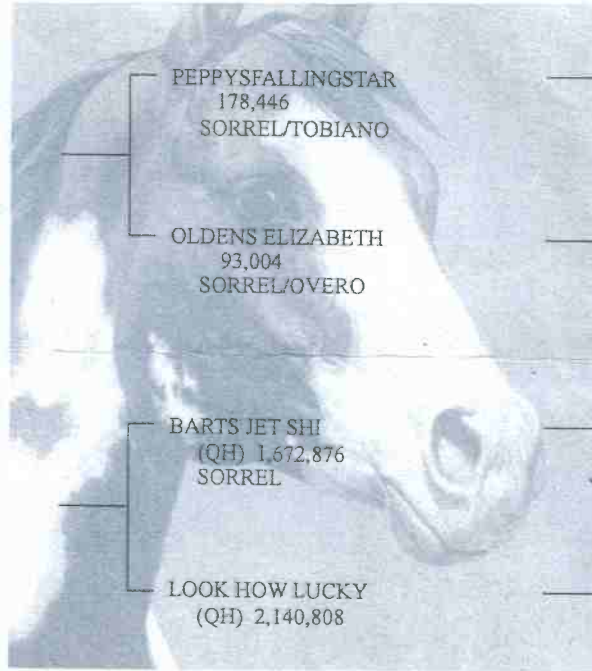 PEPPYSFALLINGSTAR
178,446
SORREL/TOBIANO
OLDENS ELIZABETH
93,004
SORREL/OVERO
BARTS JET SHI
(QH) 1,672,876
SORREL
LOOK HOW LUCKY
(QH) 2,140,808